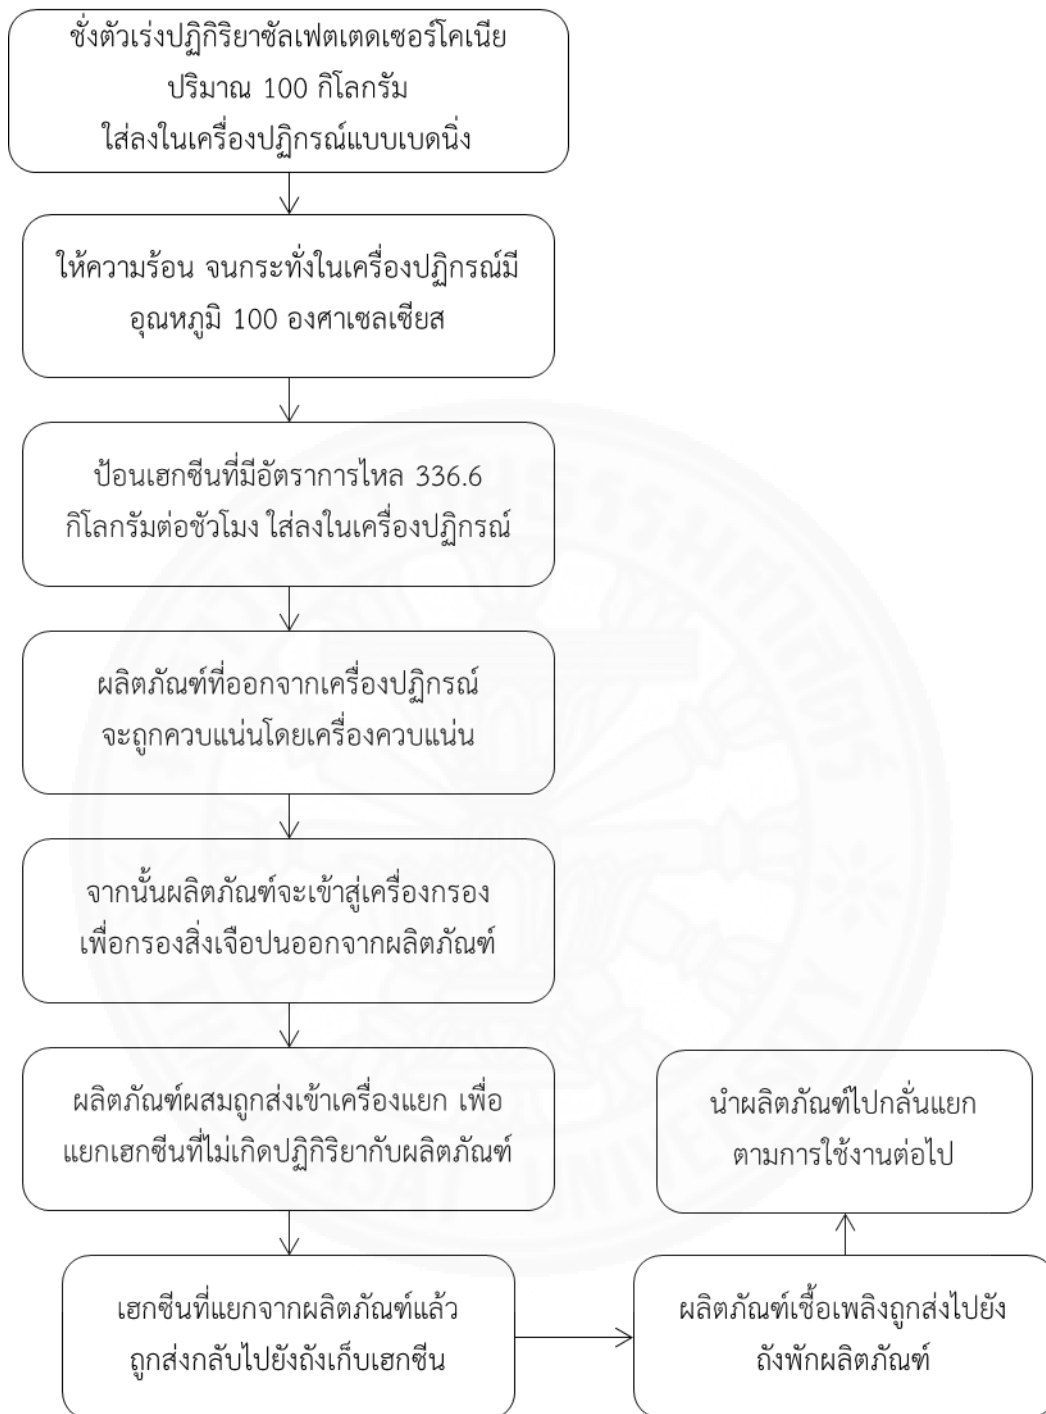 ชั่งตัวเร่งปฏิกิริยาซัลเฟตเตดเซอร์โคเนีย
ปริมาณ 100 กิโลกรัม
ใส่ลงในเครื่องปฏิกรณ์แบบเบดนิ่ง
ให้ความร้อน จนกระทั่งในเครื่องปฏิกรณ์มี
อุณหภูมิ 100 องศาเซลเซียส
ป้อนเฮกซีนที่มีอัตราการไหล 336.6
กิโลกรัมต่อชัวโมง ใส่ลงในเครื่องปฏิกรณ์
ผลิตภัณฑ์ที่ออกจากเครื่องปฏิกรณ์
จะถูกควบแน่นโดยเครื่องควบแน่น
จากนั้นผลิตภัณฑ์จะเข้าสู่เครื่องกรอง
เพื่อกรองสิ่งเจือปนออกจากผลิตภัณฑ์
ผลิตภัณฑ์ผสมถูกส่งเข้าเครื่องแยก เพื่อ
แยกเฮกซีนที่ไม่เกิดปฏิกิริยากับผลิตภัณฑ์
เฮกซีนที่แยกจากผลิตภัณฑ์แล้ว
ถูกส่งกลับไปยังถังเก็บเฮกซีน
ผลิตภัณฑ์เชื้อเพลิงถูกส่งไปยัง
ถังพักผลิตภัณฑ์
นำผลิตภัณฑ์ไปกลั่นแยก
ตามการใช้งานต่อไป
มหาวิทยาลัยธรรมศาสตร์
THAMMASAT UNIVERSITY